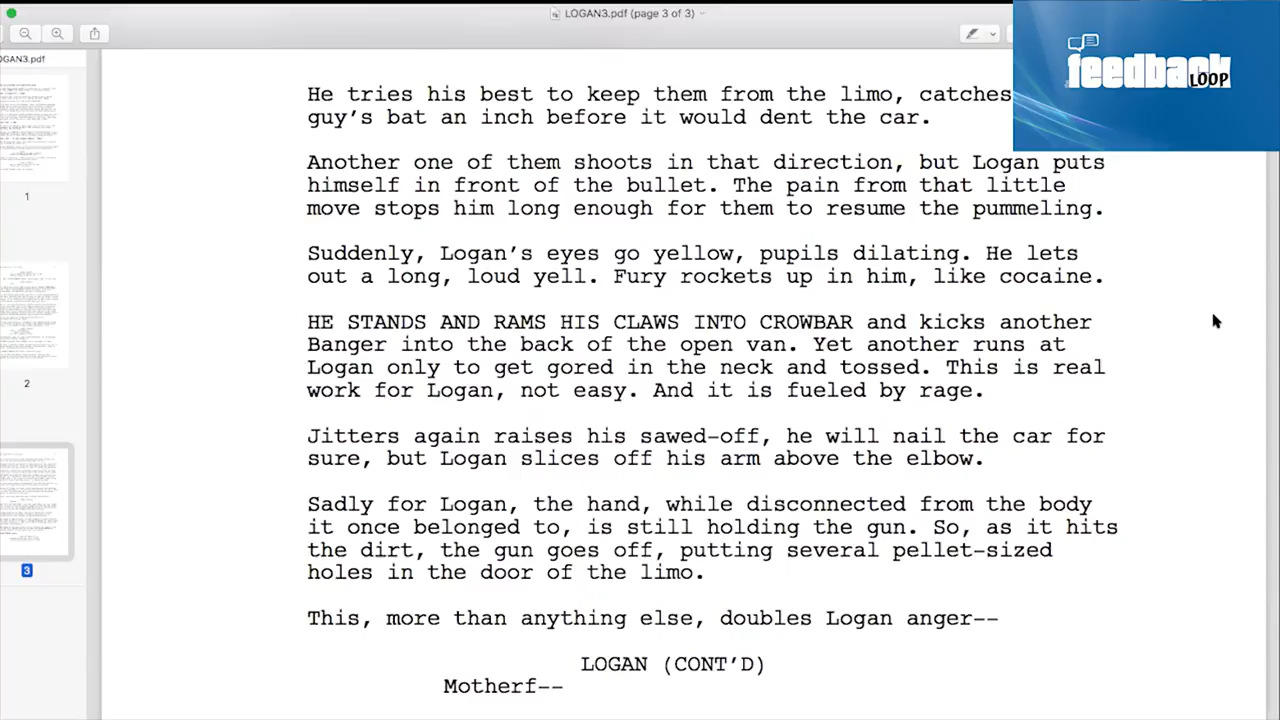 LOGAN3.pdf (page 3 of 3)
OGAN3.pdf
1
2
3
feedback
LOOP
He tries his best to keep them from the limo, catches
guy's bat an inch before it would dent the car.
Another one of them shoots in that direction, but Logan puts
himself in front of the bullet. The pain from that little
move stops him long enough for them to resume the pummeling.
Suddenly, Logan's eyes go yellow, pupils dilating. He lets
out a long, loud yell. Fury rockets up in him, like cocaine.
HE STANDS AND RAMS HIS CLAWS INTO CROWBAR and kicks another
Banger into the back of the open van. Yet another runs at
Logan only to get gored in the neck and tossed. This is real
work for Logan, not easy. And it is fueled by rage.
Jitters again raises his sawed-off, he will nail the car for
sure, but Logan slices off his arm above the elbow.
Sadly for Logan, the hand, while disconnected from the body
it once belonged to, is still holding the gun. So, as it hits
the dirt, the gun goes off, putting several pellet-sized
holes in the door of the limo.
This, more than anything else, doubles Logan anger--
LOGAN (CONT'D)
Motherf--